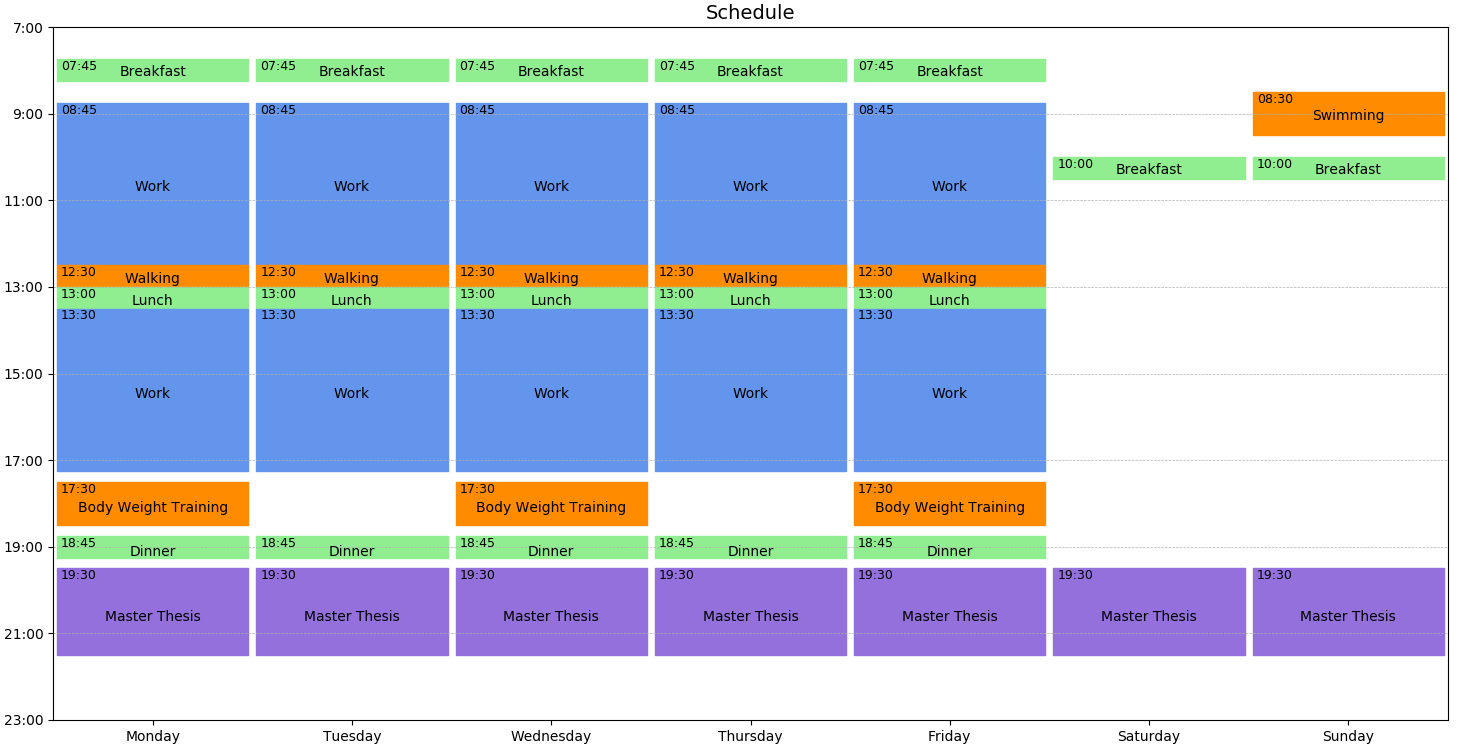 Schedule
7:00
07:45 Breakfast 07:45 Breakfast 07:45 Breakfast 07:45 Breakfast 07:45 Breakfast
08:30 Swimming
08:45 08:45 08:45 08:45 08:45
9:00
10:00 Breakfast 10:00 Breakfast
Work Work Work Work Work
11:00
12:30 Walking 12:30 Walking 12:30 Walking 12:30 Walking 12:30 Walking
13:00
13:00 Lunch 13:00 Lunch 13:00 Lunch 13:00 Lunch 13:00 Lunch
13:30 13:30 13:30 13:30 13:30
15:00
Work Work Work Work Work
17:00
17:30 Body Weight Training 17:30 Body Weight Training 17:30 Body Weight Training
18:45 Dinner 18:45 Dinner 18:45 Dinner 18:45 Dinner 18:45 Dinner
19:00
19:30 19:30 19:30 19:30 19:30 19:30 19:30
Master Thesis Master Thesis Master Thesis Master Thesis Master Thesis Master Thesis Master Thesis
21:00
23:00
Monday Tuesday Wednesday Thursday Friday Saturday Sunday